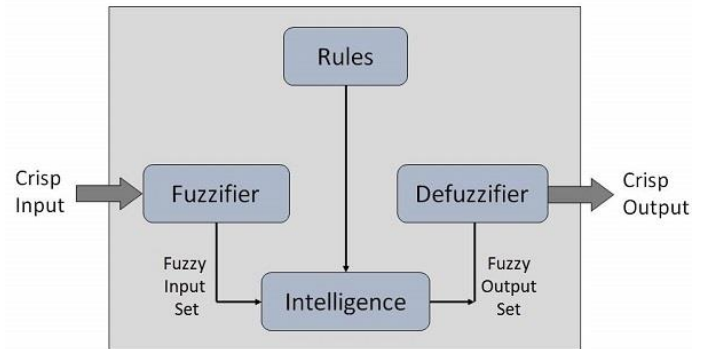 Rules
Crisp
Input
Fuzzifier
Defuzzifier
Crisp
Output
Fuzzy
Input
Set
Intelligence
Fuzzy
Output
Set